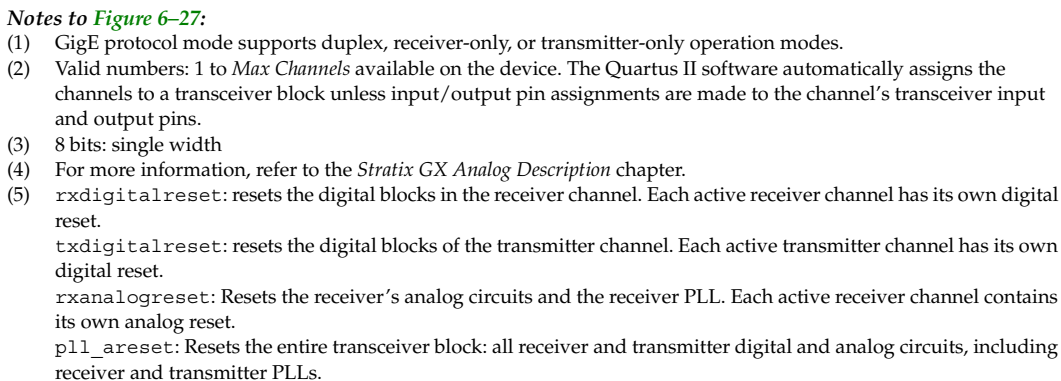 Notes to Figure 6–27:
(1) GigE protocol mode supports duplex, receiver-only, or transmitter-only operation modes.
(2) Valid numbers: 1 to Max Channels available on the device. The Quartus II software automatically assigns the
channels to a transceiver block unless input/output pin assignments are made to the channel's transceiver input
and output pins.
(3) 8 bits: single width
(4) For more information, refer to the Stratix GX Analog Description chapter.
(5) rxdigitalreset: resets the digital blocks in the receiver channel. Each active receiver channel has its own digital
reset.
txdigitalreset: resets the digital blocks of the transmitter channel. Each active transmitter channel has its own
digital reset.
rxanalogreset: Resets the receiver's analog circuits and the receiver PLL. Each active receiver channel contains
its own analog reset.
pll_areset: Resets the entire transceiver block: all receiver and transmitter digital and analog circuits, including
receiver and transmitter PLLs.